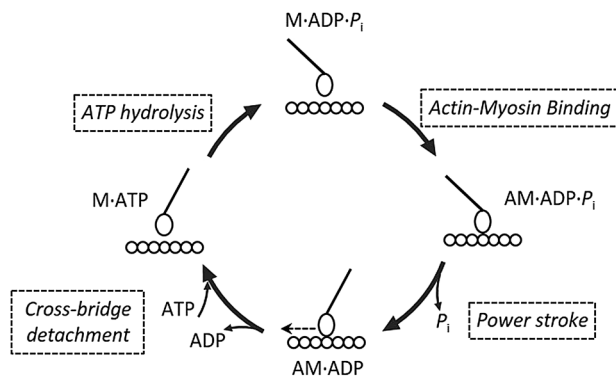 M·ADP·Pi
ATP hydrolysis
Actin-Myosin Binding
M·ATP
AM·ADP·Pi
Cross-bridge
detachment
ATP
ADP
Pi
Power stroke
AM·ADP